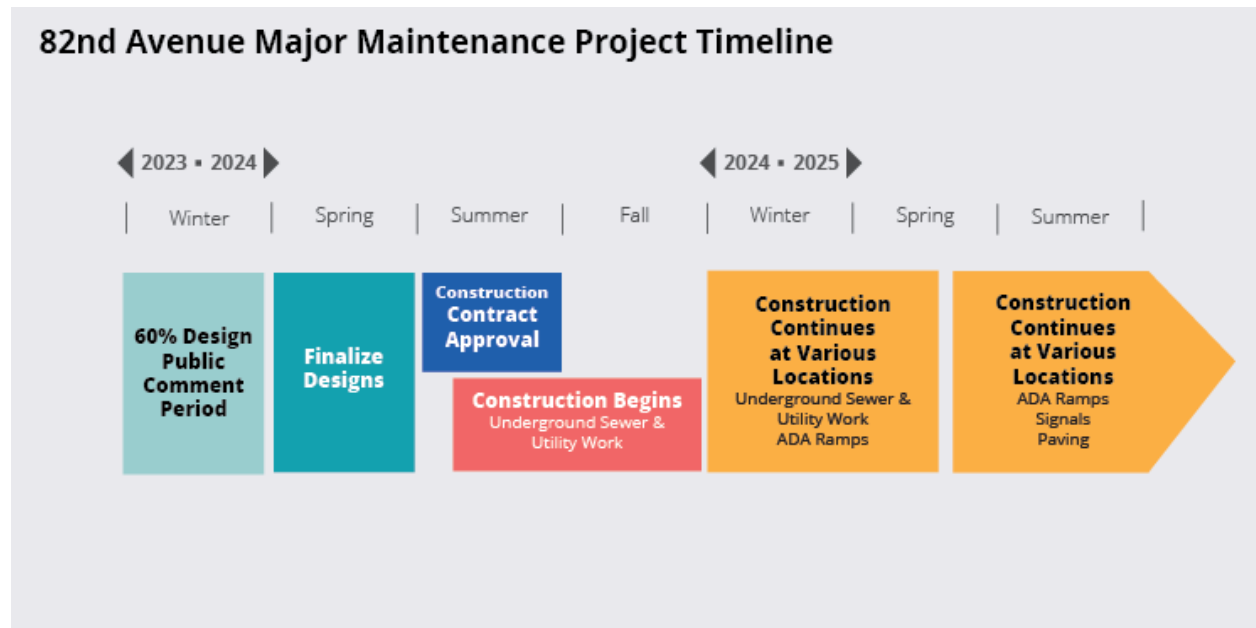 82nd Avenue Major Maintenance Project Timeline
2023 ▪ 2024
2024 ▪ 2025
Winter
Spring
Summer
Fall
Winter
Spring
Summer
60% Design
Public
Comment
Period
Finalize
Designs
Construction
Contract
Approval
Construction Begins
Underground Sewer &
Utility Work
Construction
Continues
at Various
Locations
Underground Sewer &
Utility Work
ADA Ramps
Construction
Continues
at Various
Locations
ADA Ramps
Signals
Paving